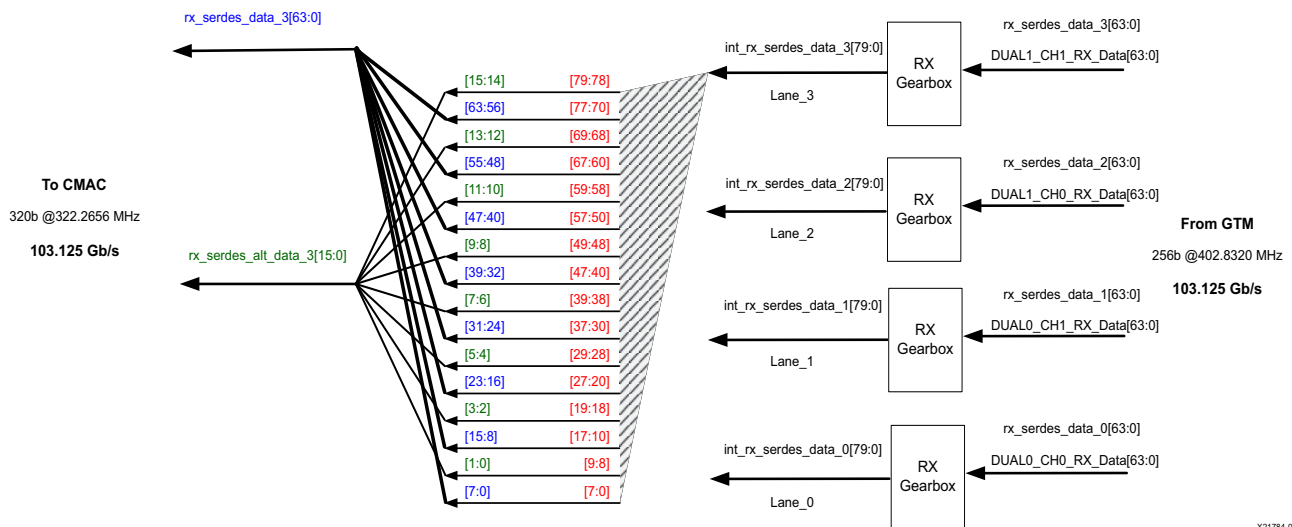 rx_serdes_data_3[63:0]
To CMAC
320b @322.2656 MHz
103.125 Gb/s
rx_serdes_alt_data_3[15:0]
[15:14] [79:78]
[63:56] [77:70]
[13:12] [69:68]
[55:48] [67:60]
[11:10] [59:58]
[47:40] [57:50]
[9:8] [49:48]
[39:32] [47:40]
[7:6] [39:38]
[31:24] [37:30]
[5:4] [29:28]
[23:16] [27:20]
[3:2] [19:18]
[15:8] [17:10]
[1:0] [9:8]
[7:0] [7:0]
int_rx_serdes_data_3[79:0]
Lane_3
RX
Gearbox
rx_serdes_data_3[63:0]
DUAL1_CH1_RX_Data[63:0]
int_rx_serdes_data_2[79:0]
Lane_2
RX
Gearbox
rx_serdes_data_2[63:0]
DUAL1_CH0_RX_Data[63:0]
From GTM
256b @402.8320 MHz
103.125 Gb/s
int_rx_serdes_data_1[79:0]
Lane_1
RX
Gearbox
rx_serdes_data_1[63:0]
DUAL0_CH1_RX_Data[63:0]
int_rx_serdes_data_0[79:0]
Lane_0
RX
Gearbox
rx_serdes_data_0[63:0]
DUAL0_CH0_RX_Data[63:0]